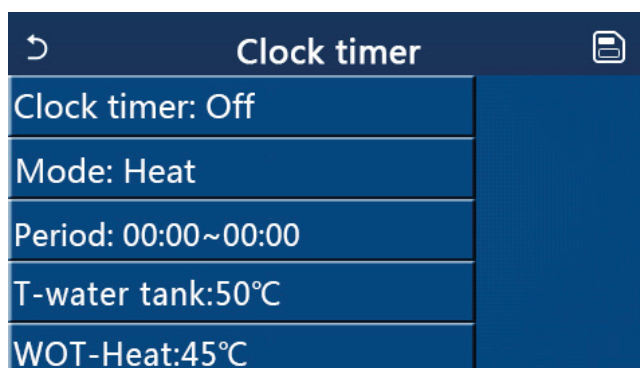 Clock timer
Clock timer: Off
Mode: Heat
Period: 00:00~00:00
T-water tank:50℃
WOT-Heat:45℃